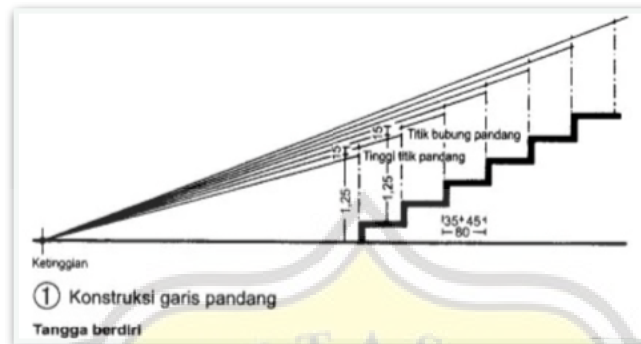 15
15
Titik bubung pandang
Tinggi titik pandang
1,25
1,25
35+45
80
Ketinggian
1 Konstruksi garis pandang
Tangga berdiri
T A S